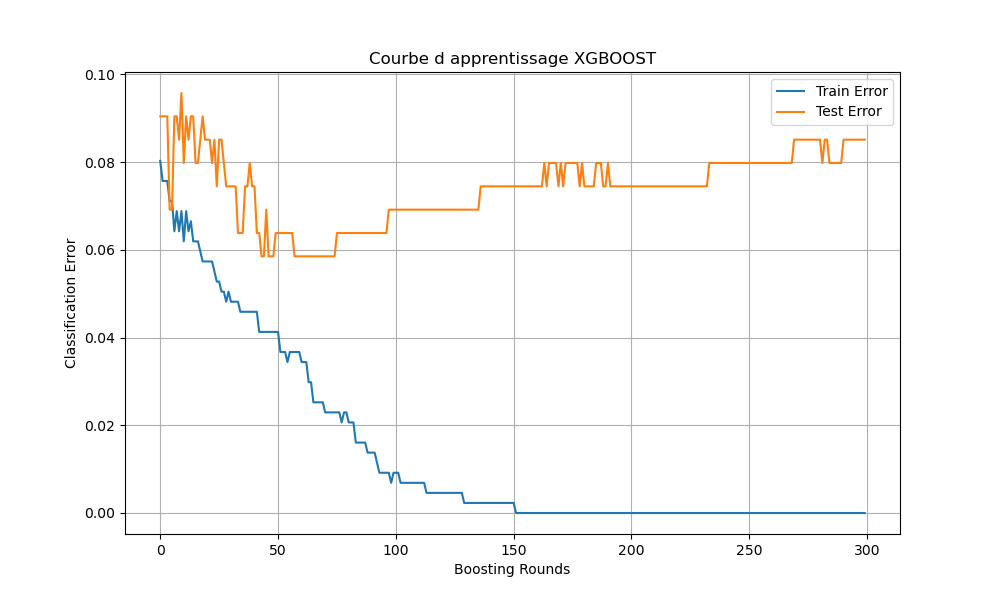 Courbe d apprentissage XGBOOST
Train Error
Test Error
Classification Error
0.10
0.08
0.06
0.04
0.02
0.00
0
50
100
150
200
250
300
Boosting Rounds